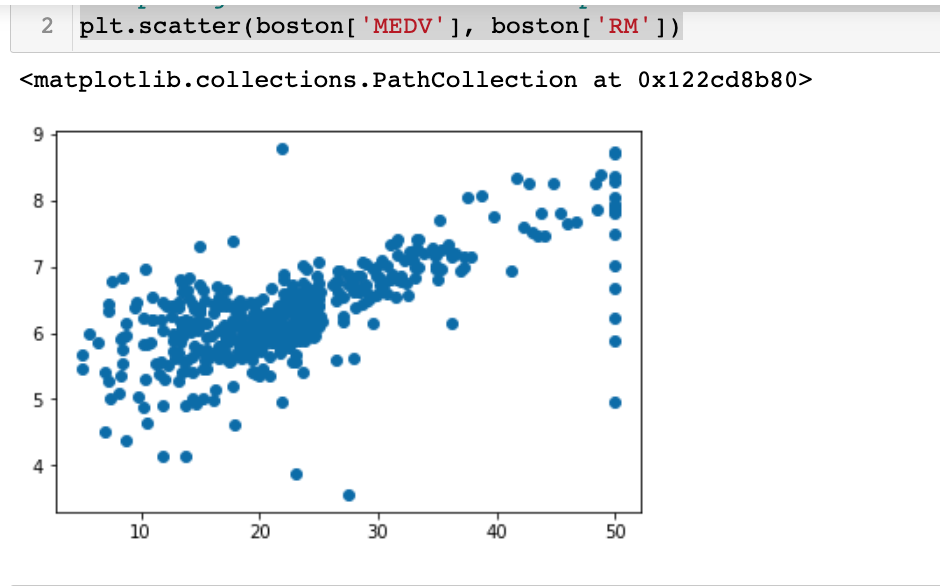 2 plt.scatter(boston['MEDV'], boston['RM'])
<matplotlib.collections.PathCollection at 0x122cd8b80>
9
8
7
6
5
4
10 20 30 40 50